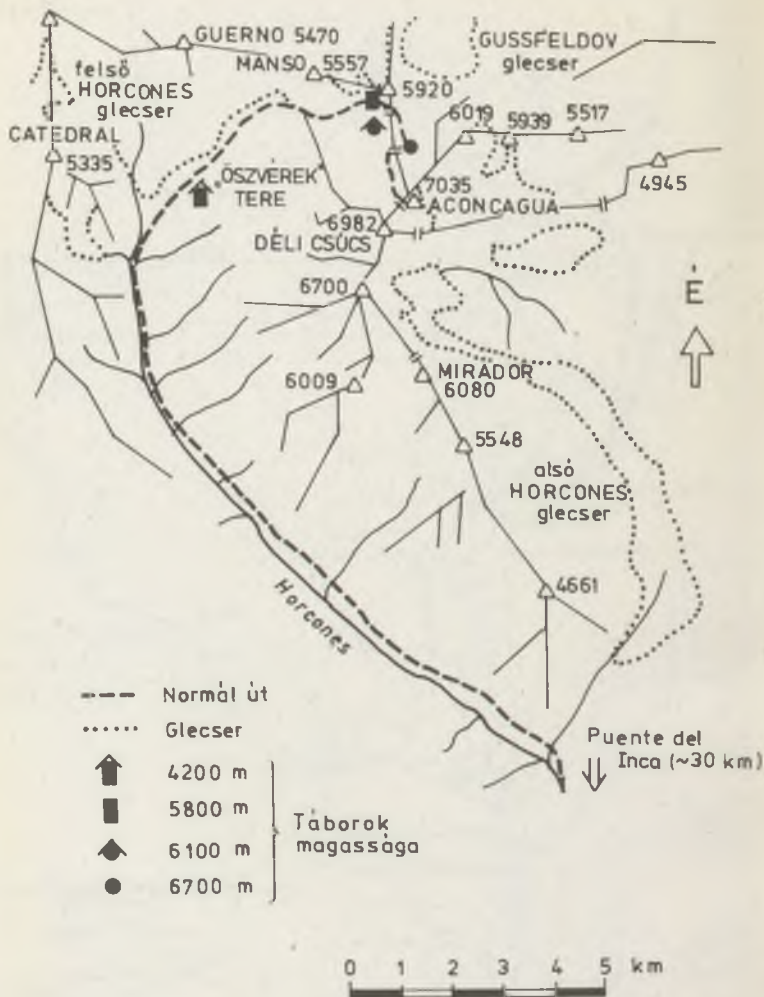 GUERNO 5470
GUSSFELDOV
glecser
MANSO 5557
felső
HORCONES
glecser
5920
6019
5939
5517
CATEDRAL
5335
4945
ÖSZVÉREK
TERE
7035
ACONCAGUA
6982
DÉLI CSÚCS
6700
É
MIRADOR
6080
6009
5548
alsó
HORCONES
glecser
4661
Horcones
Normál út
Glecser
Puente del
Inca (~30 km)
4200 m
5800 m
6100 m
6700 m
Táborok
magassága
0 1 2 3 4 5 km